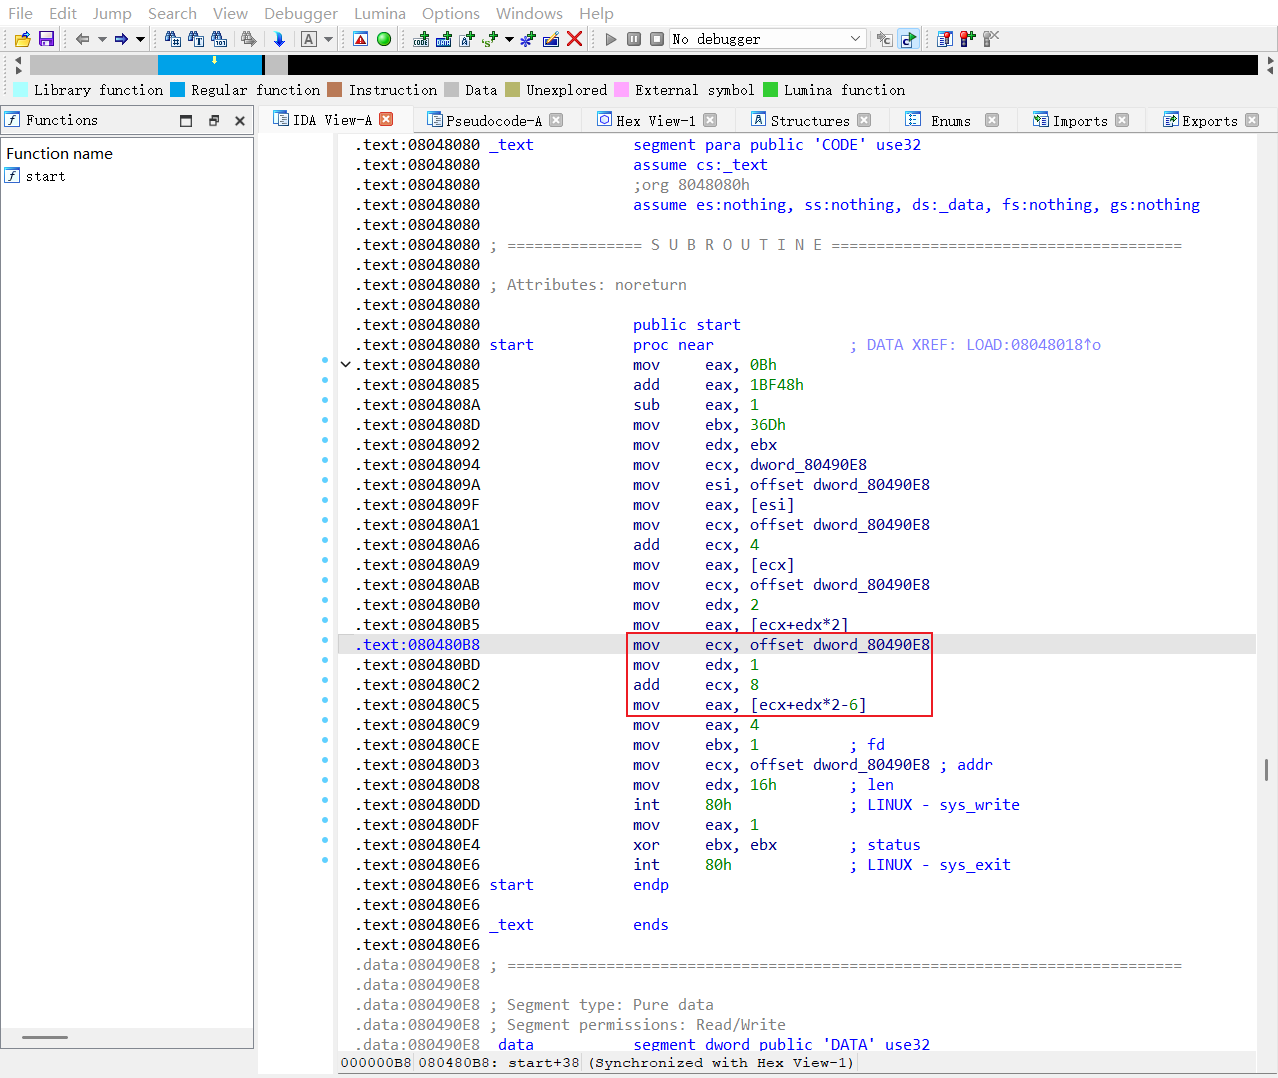 File Edit Jump Search View Debugger Lumina Options Windows Help
No debugger
Library function Regular function Instruction Data Unexplored External symbol Lumina function
Functions IDA View-A Pseudocode-A Hex View-1 Structures Enums Imports Exports
Function name
start
.text:08048080 _text segment para public 'CODE' use32
.text:08048080 assume cs:_text
.text:08048080 ;org 8048080h
.text:08048080 assume es:nothing, ss:nothing, ds:_data, fs:nothing, gs:nothing
.text:08048080
.text:08048080 ; =============== S U B R O U T I N E =======================================
.text:08048080
.text:08048080 ; Attributes: noreturn
.text:08048080
.text:08048080 public start
.text:08048080 start proc near ; DATA XREF: LOAD:08048018↑o
.text:08048080 mov eax, 0Bh
.text:08048085 add eax, 1BF48h
.text:0804808A sub eax, 1
.text:0804808D mov ebx, 36Dh
.text:08048092 mov edx, ebx
.text:08048094 mov ecx, dword_80490E8
.text:0804809A mov esi, offset dword_80490E8
.text:0804809F mov eax, [esi]
.text:080480A1 mov ecx, offset dword_80490E8
.text:080480A6 add ecx, 4
.text:080480A9 mov eax, [ecx]
.text:080480AB mov ecx, offset dword_80490E8
.text:080480B0 mov edx, 2
.text:080480B5 mov eax, [ecx+edx*2]
.text:080480B8 mov ecx, offset dword_80490E8
.text:080480BD mov edx, 1
.text:080480C2 add ecx, 8
.text:080480C5 mov eax, [ecx+edx*2-6]
.text:080480C9 mov eax, 4
.text:080480CE mov ebx, 1 ; fd
.text:080480D3 mov ecx, offset dword_80490E8 ; addr
.text:080480D8 mov edx, 16h ; len
.text:080480DD int 80h ; LINUX - sys_write
.text:080480DF mov eax, 1
.text:080480E4 xor ebx, ebx ; status
.text:080480E6 int 80h ; LINUX - sys_exit
.text:080480E6 start endp
.text:080480E6
.text:080480E6 _text ends
.text:080480E6
.data:080490E8 ; ===========================================================================
.data:080490E8
.data:080490E8 ; Segment type: Pure data
.data:080490E8 ; Segment permissions: Read/Write
.data:080490E8 _data segment dword public 'DATA' use32
000000B8 080480B8: start+38 (Synchronized with Hex View-1)